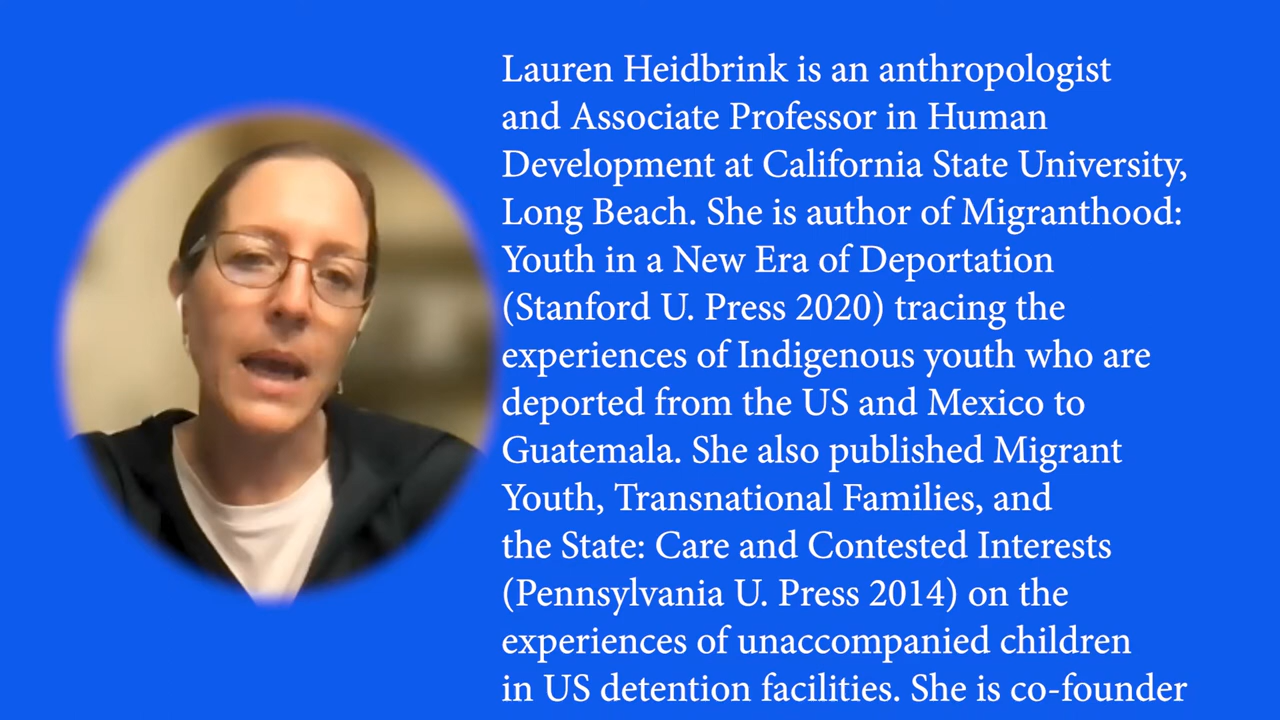 Lauren Heidbrink is an anthropologist
and Associate Professor in Human
Development at California State University,
Long Beach. She is author of Migranthood:
Youth in a New Era of Deportation
(Stanford U. Press 2020) tracing the
experiences of Indigenous youth who are
deported from the US and Mexico to
Guatemala. She also published Migrant
Youth, Transnational Families, and
the State: Care and Contested Interests
(Pennsylvania U. Press 2014) on the
experiences of unaccompanied children
in US detention facilities. She is co-founder